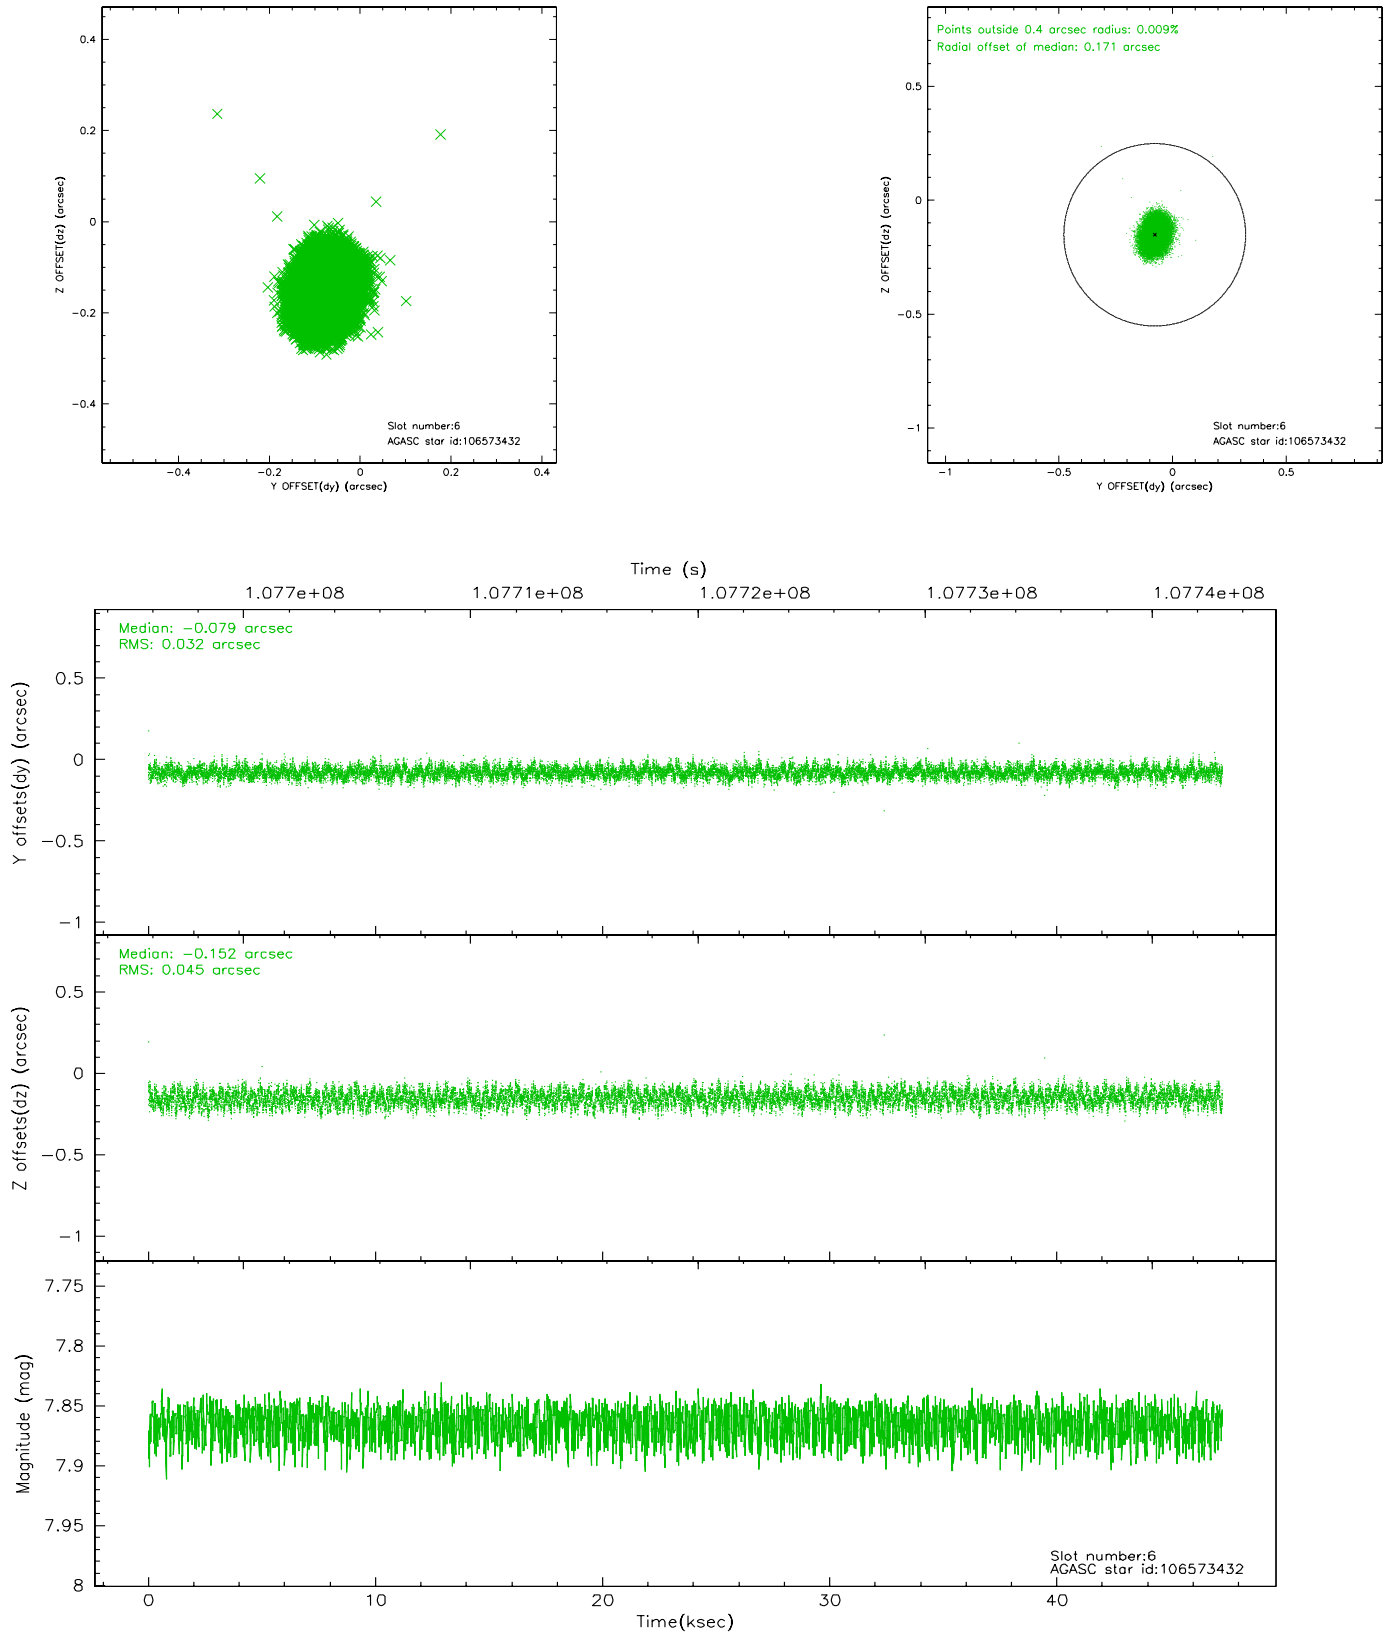 0.4
0.2
0
−0.2
−0.4
Z OFFSET(dz) (arcsec)
Slot number:6
AGASC star id:106573432
−0.4 −0.2 0 0.2 0.4
Y OFFSET(dy) (arcsec)
Points outside 0.4 arcsec radius: 0.009%
Radial offset of median: 0.171 arcsec
0.5
0
−0.5
−1
Z OFFSET(dz) (arcsec)
Slot number:6
AGASC star id:106573432
−1 −0.5 0 0.5
Y OFFSET(dy) (arcsec)
Time (s)
1.077e+08 1.0771e+08 1.0772e+08 1.0773e+08 1.0774e+08
Median: −0.079 arcsec
RMS: 0.032 arcsec
0.5
0
−0.5
−1
Y offsets(dy) (arcsec)
Median: −0.152 arcsec
RMS: 0.045 arcsec
0.5
0
−0.5
−1
Z offsets(dz) (arcsec)
7.75
7.8
7.85
7.9
7.95
8
Magnitude (mag)
Slot number:6
AGASC star id:106573432
0 10 20 30 40
Time(ksec)